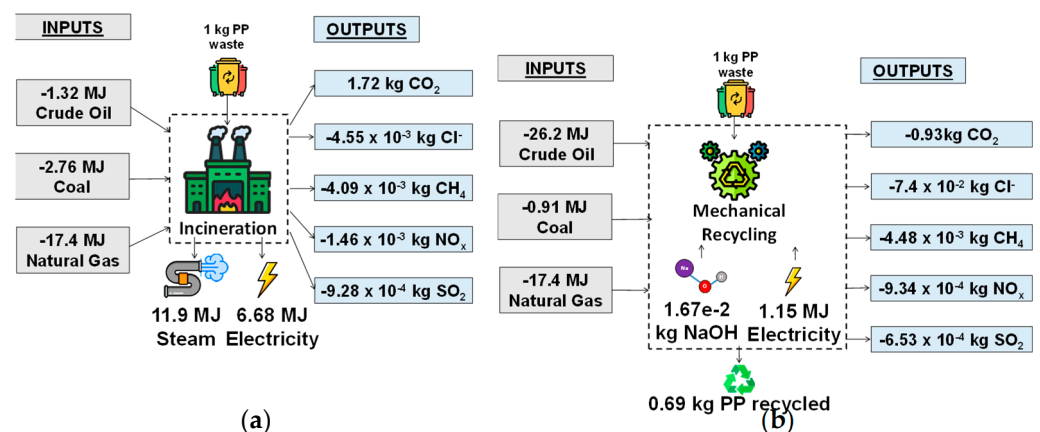 INPUTS
1 kg PP
waste
OUTPUTS
-1.32 MJ
Crude Oil
-2.76 MJ
Coal
-17.4 MJ
Natural Gas
Incineration
11.9 MJ
Steam
6.68 MJ
Electricity
1.72 kg CO₂
-4.55 x 10⁻³ kg Cl⁻
-4.09 x 10⁻³ kg CH₄
-1.46 x 10⁻³ kg NOₓ
-9.28 x 10⁻⁴ kg SO₂
(a)
INPUTS
1 kg PP
waste
OUTPUTS
-26.2 MJ
Crude Oil
-0.91 MJ
Coal
-17.4 MJ
Natural Gas
Mechanical
Recycling
Na
O
H
1.67e-2
kg NaOH
1.15 MJ
Electricity
0.69 kg PP recycled
-0.93kg CO₂
-7.4 x 10⁻² kg Cl⁻
-4.48 x 10⁻³ kg CH₄
-9.34 x 10⁻⁴ kg NOₓ
-6.53 x 10⁻⁴ kg SO₂
(b)